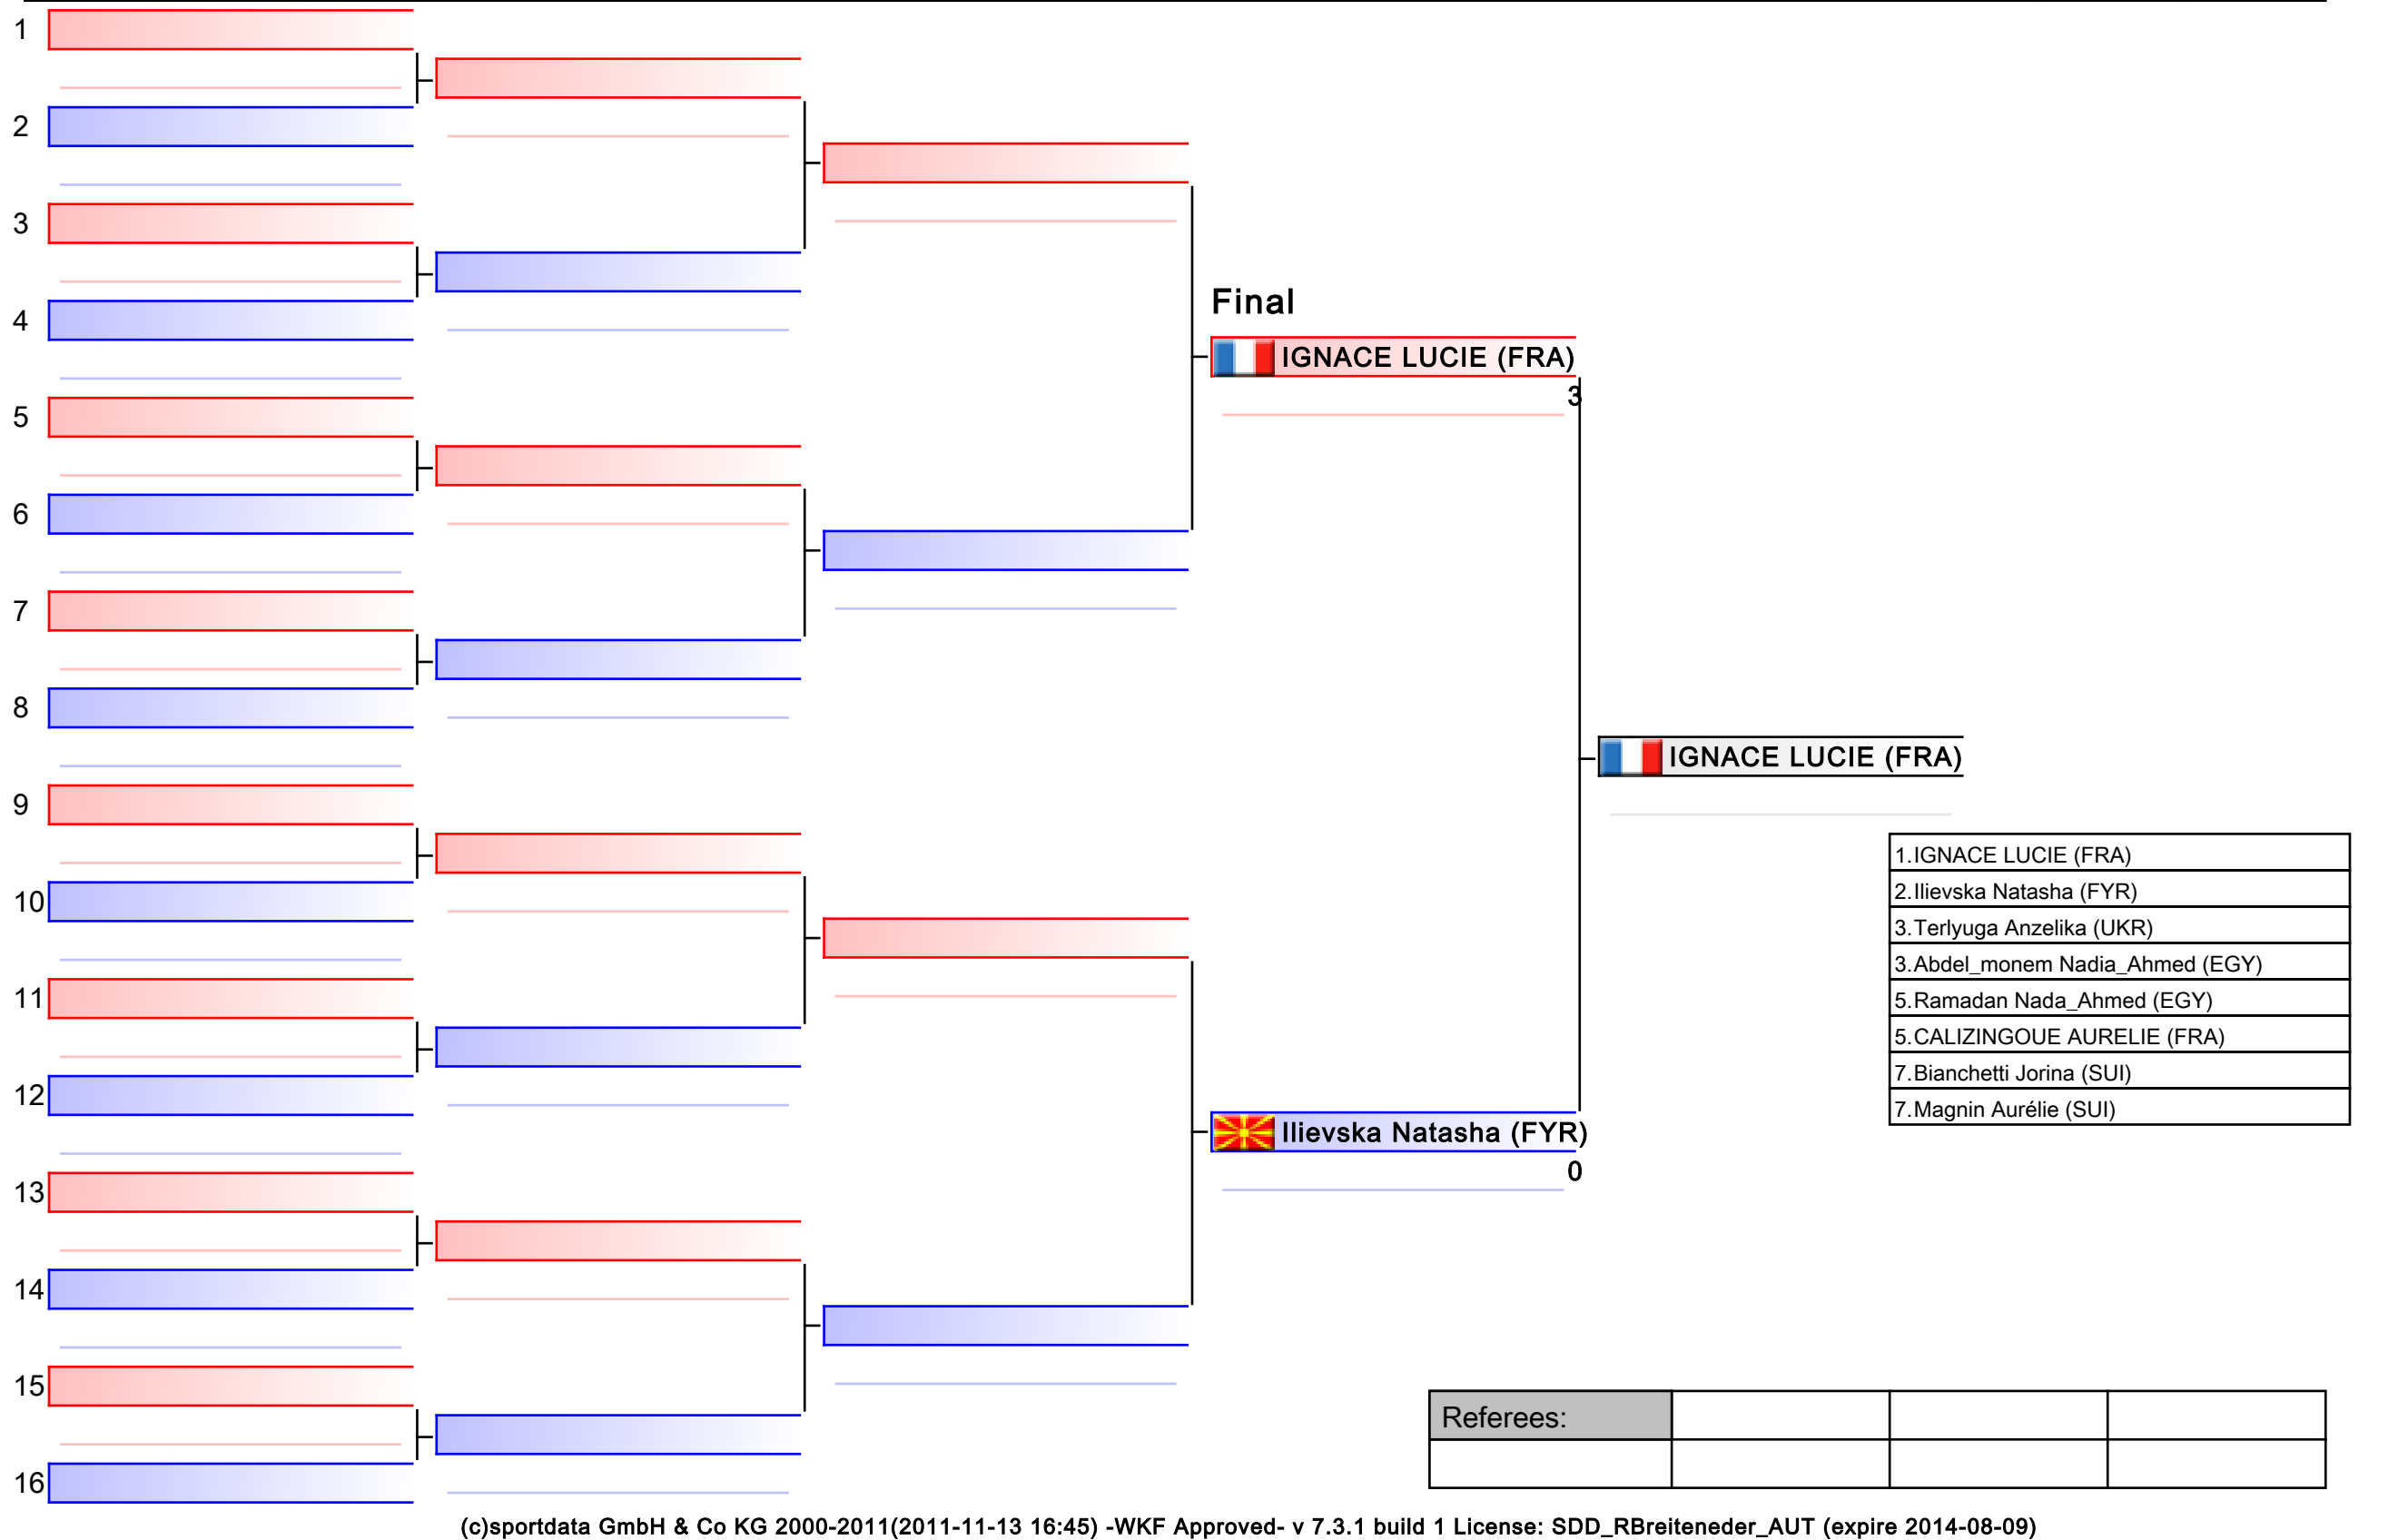 1
2
3
4
5
6
7
8
9
10
11
12
13
14
15
16
Final
IGNACE LUCIE (FRA)
3
Ilievska Natasha (FYR)
0
IGNACE LUCIE (FRA)
1.IGNACE LUCIE (FRA)
2.Ilievska Natasha (FYR)
3.Terlyuga Anzelika (UKR)
3.Abdel_monem Nadia_Ahmed (EGY)
5.Ramadan Nada_Ahmed (EGY)
5.CALIZINGOUE AURELIE (FRA)
7.Bianchetti Jorina (SUI)
7.Magnin Aurélie (SUI)
Referees:
(c)sportdata GmbH & Co KG 2000-2011(2011-11-13 16:45) -WKF Approved- v 7.3.1 build 1 License: SDD_RBreiteneder_AUT (expire 2014-08-09)